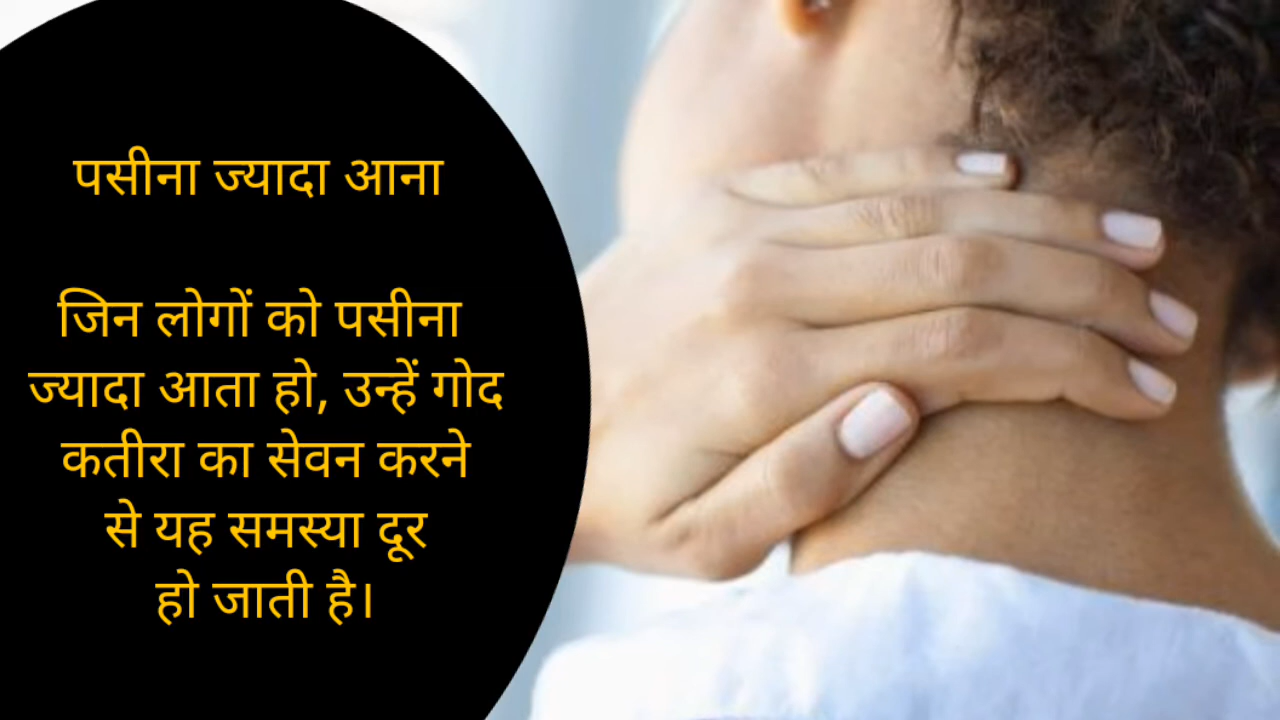 पसीना ज्यादा आना
जिन लोगों को पसीना
ज्यादा आता हो, उन्हें गोद
कतीरा का सेवन करने
से यह समस्या दूर
हो जाती है।